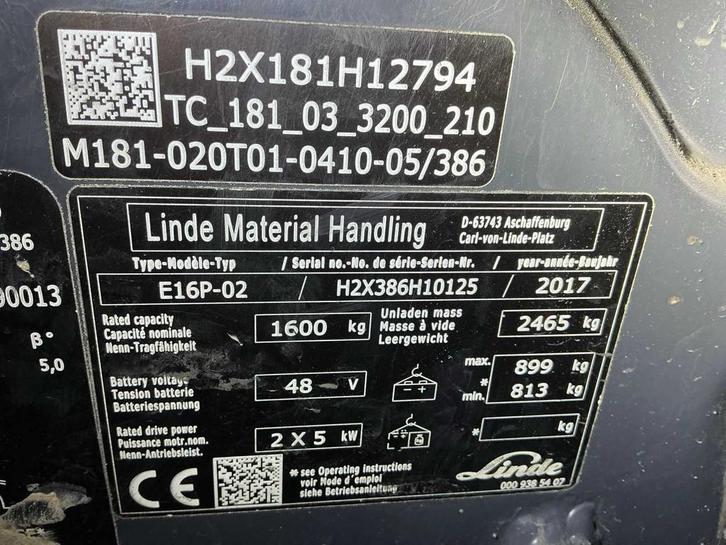 H2X181H12794
TC_181_03_3200_210
M181-020T01-0410-05/386
386
90013
β°
5,0
Linde Material Handling
D-63743 Aschaffenburg
Carl-von-Linde-Platz
Type-Modèle-Typ / Serial no.-No. de série-Serien-Nr. / year-année-Baujahr
E16P-02 / H2X386H10125 / 2017
Rated capacity
Capacité nominale
Nenn-Tragfähigkeit
1600 kg
Unladen mass
Masse à vide
Leergewicht
2465 kg
Battery voltage
Tension batterie
Batteriespannung
48 V
- +
max. 899 kg
*
min. 813 kg
Rated drive power
Puissance motr.nom.
Nenn-Antriebsleist.
2 X 5 kW
* kg
CE
* see Operating Instructions
voir Mode d'emploi
siehe Betriebsanleitung
Linde
000 938 54 07